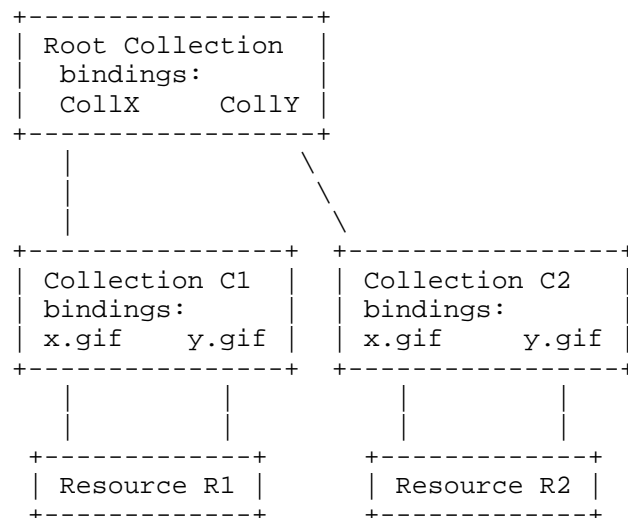 Root Collection
bindings:
CollX CollY
Collection C1 Collection C2
bindings: bindings:
x.gif y.gif x.gif y.gif
Resource R1 Resource R2